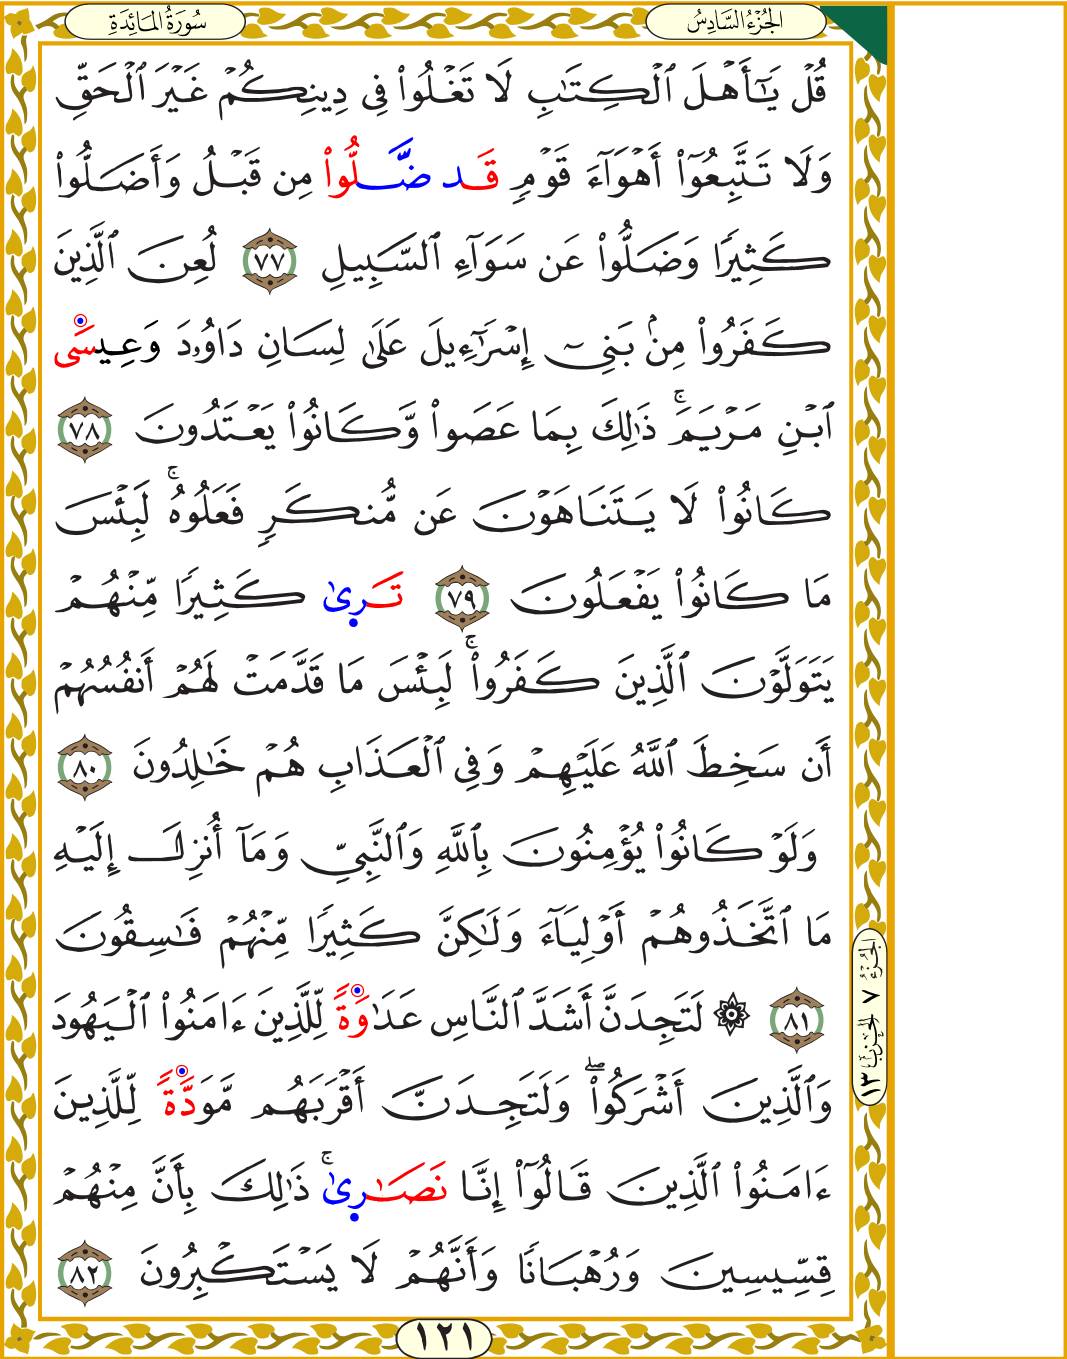 سُورَةُ المَائِدَةِ
الجُزْءُ السَّادِسُ
قُلْ يَٰٓأَهْلَ ٱلْكِتَٰبِ لَا تَغْلُوا۟ فِى دِينِكُمْ غَيْرَ ٱلْحَقِّ
وَلَا تَتَّبِعُوٓا۟ أَهْوَآءَ قَوْمٍ قَد ضَّلُّوا۟ مِن قَبْلُ وَأَضَلُّوا۟
كَثِيرًا وَضَلُّوا۟ عَن سَوَآءِ ٱلسَّبِيلِ ٧٧ لُعِنَ ٱلَّذِينَ
كَفَرُوا۟ مِنۢ بَنِىٓ إِسْرَٰٓءِيلَ عَلَىٰ لِسَانِ دَاوُۥدَ وَعِيسَى
ٱبْنِ مَرْيَمَ ۚ ذَٰلِكَ بِمَا عَصَوا۟ وَّكَانُوا۟ يَعْتَدُونَ ٧٨
كَانُوا۟ لَا يَتَنَاهَوْنَ عَن مُّنكَرٍ فَعَلُوهُ ۚ لَبِئْسَ
مَا كَانُوا۟ يَفْعَلُونَ ٧٩ تَرِىٰ كَثِيرًا مِّنْهُمْ
يَتَوَلَّوْنَ ٱلَّذِينَ كَفَرُوا۟ ۚ لَبِئْسَ مَا قَدَّمَتْ لَهُمْ أَنفُسُهُمْ
أَن سَخِطَ ٱللَّهُ عَلَيْهِمْ وَفِى ٱلْعَذَابِ هُمْ خَٰلِدُونَ ٨٠
وَلَوْ كَانُوا۟ يُؤْمِنُونَ بِٱللَّهِ وَٱلنَّبِىِّ وَمَآ أُنزِلَ إِلَيْهِ
مَا ٱتَّخَذُوهُمْ أَوْلِيَآءَ وَلَٰكِنَّ كَثِيرًا مِّنْهُمْ فَٰسِقُونَ
٨١ ۞ لَتَجِدَنَّ أَشَدَّ ٱلنَّاسِ عَدَٰوَةً لِّلَّذِينَ ءَامَنُوا۟ ٱلْيَهُودَ
وَٱلَّذِينَ أَشْرَكُوا۟ ۖ وَلَتَجِدَنَّ أَقْرَبَهُم مَّوَدَّةً لِّلَّذِينَ
ءَامَنُوا۟ ٱلَّذِينَ قَالُوٓا۟ إِنَّا نَصَٰرِىٰ ۚ ذَٰلِكَ بِأَنَّ مِنْهُمْ
قِسِّيسِينَ وَرُهْبَانًا وَأَنَّهُمْ لَا يَسْتَكْبِرُونَ ٨٢
الجُزْءُ ٧ الحِزْبُ ١٣
١٢١